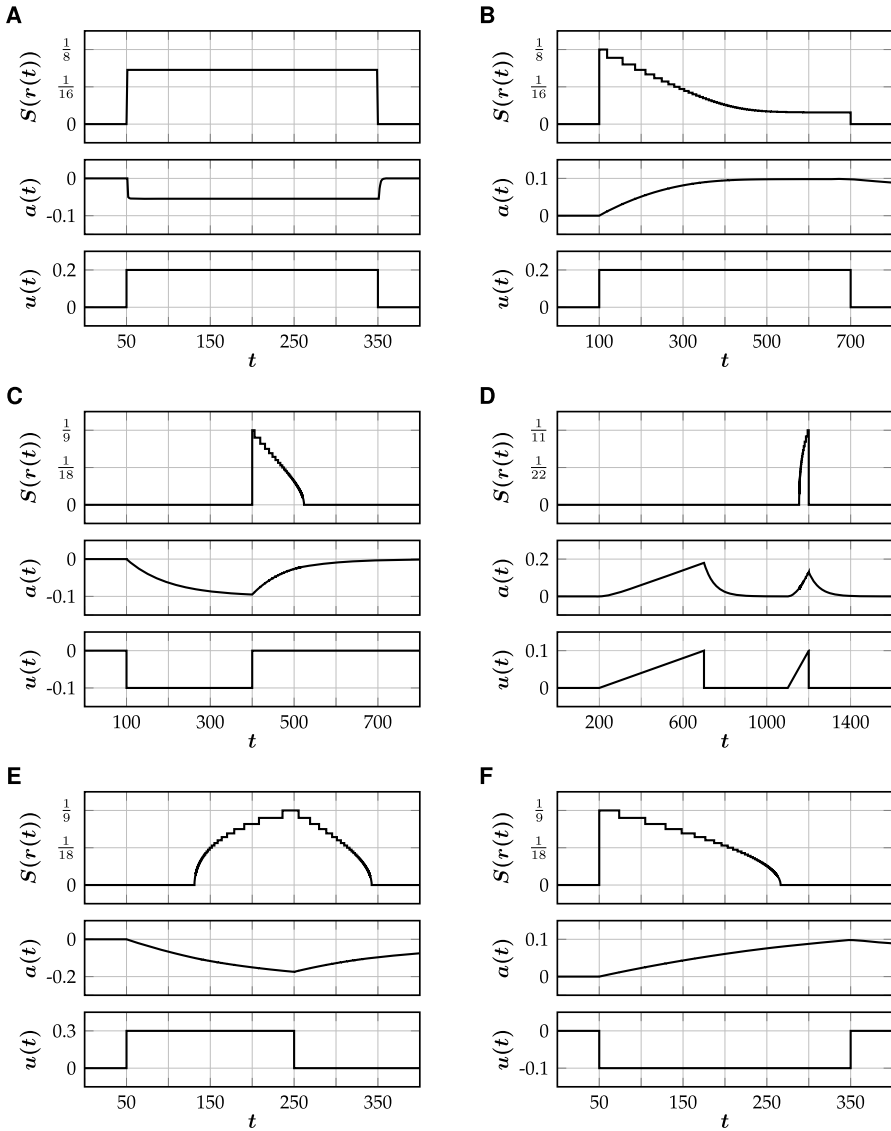 A
S(r(t))
1/8
1/16
0
a(t)
0
-0.1
u(t)
0.2
0
50 150 250 350
t
B
S(r(t))
1/8
1/16
0
a(t)
0.1
0
u(t)
0.2
0
100 300 500 700
t
C
S(r(t))
1/9
1/18
0
a(t)
0
-0.1
u(t)
0
-0.1
100 300 500 700
t
D
S(r(t))
1/11
1/22
0
a(t)
0.2
0
u(t)
0.1
0
200 600 1000 1400
t
E
S(r(t))
1/9
1/18
0
a(t)
0
-0.2
u(t)
0.3
0
50 150 250 350
t
F
S(r(t))
1/9
1/18
0
a(t)
0.1
0
u(t)
0
-0.1
50 150 250 350
t